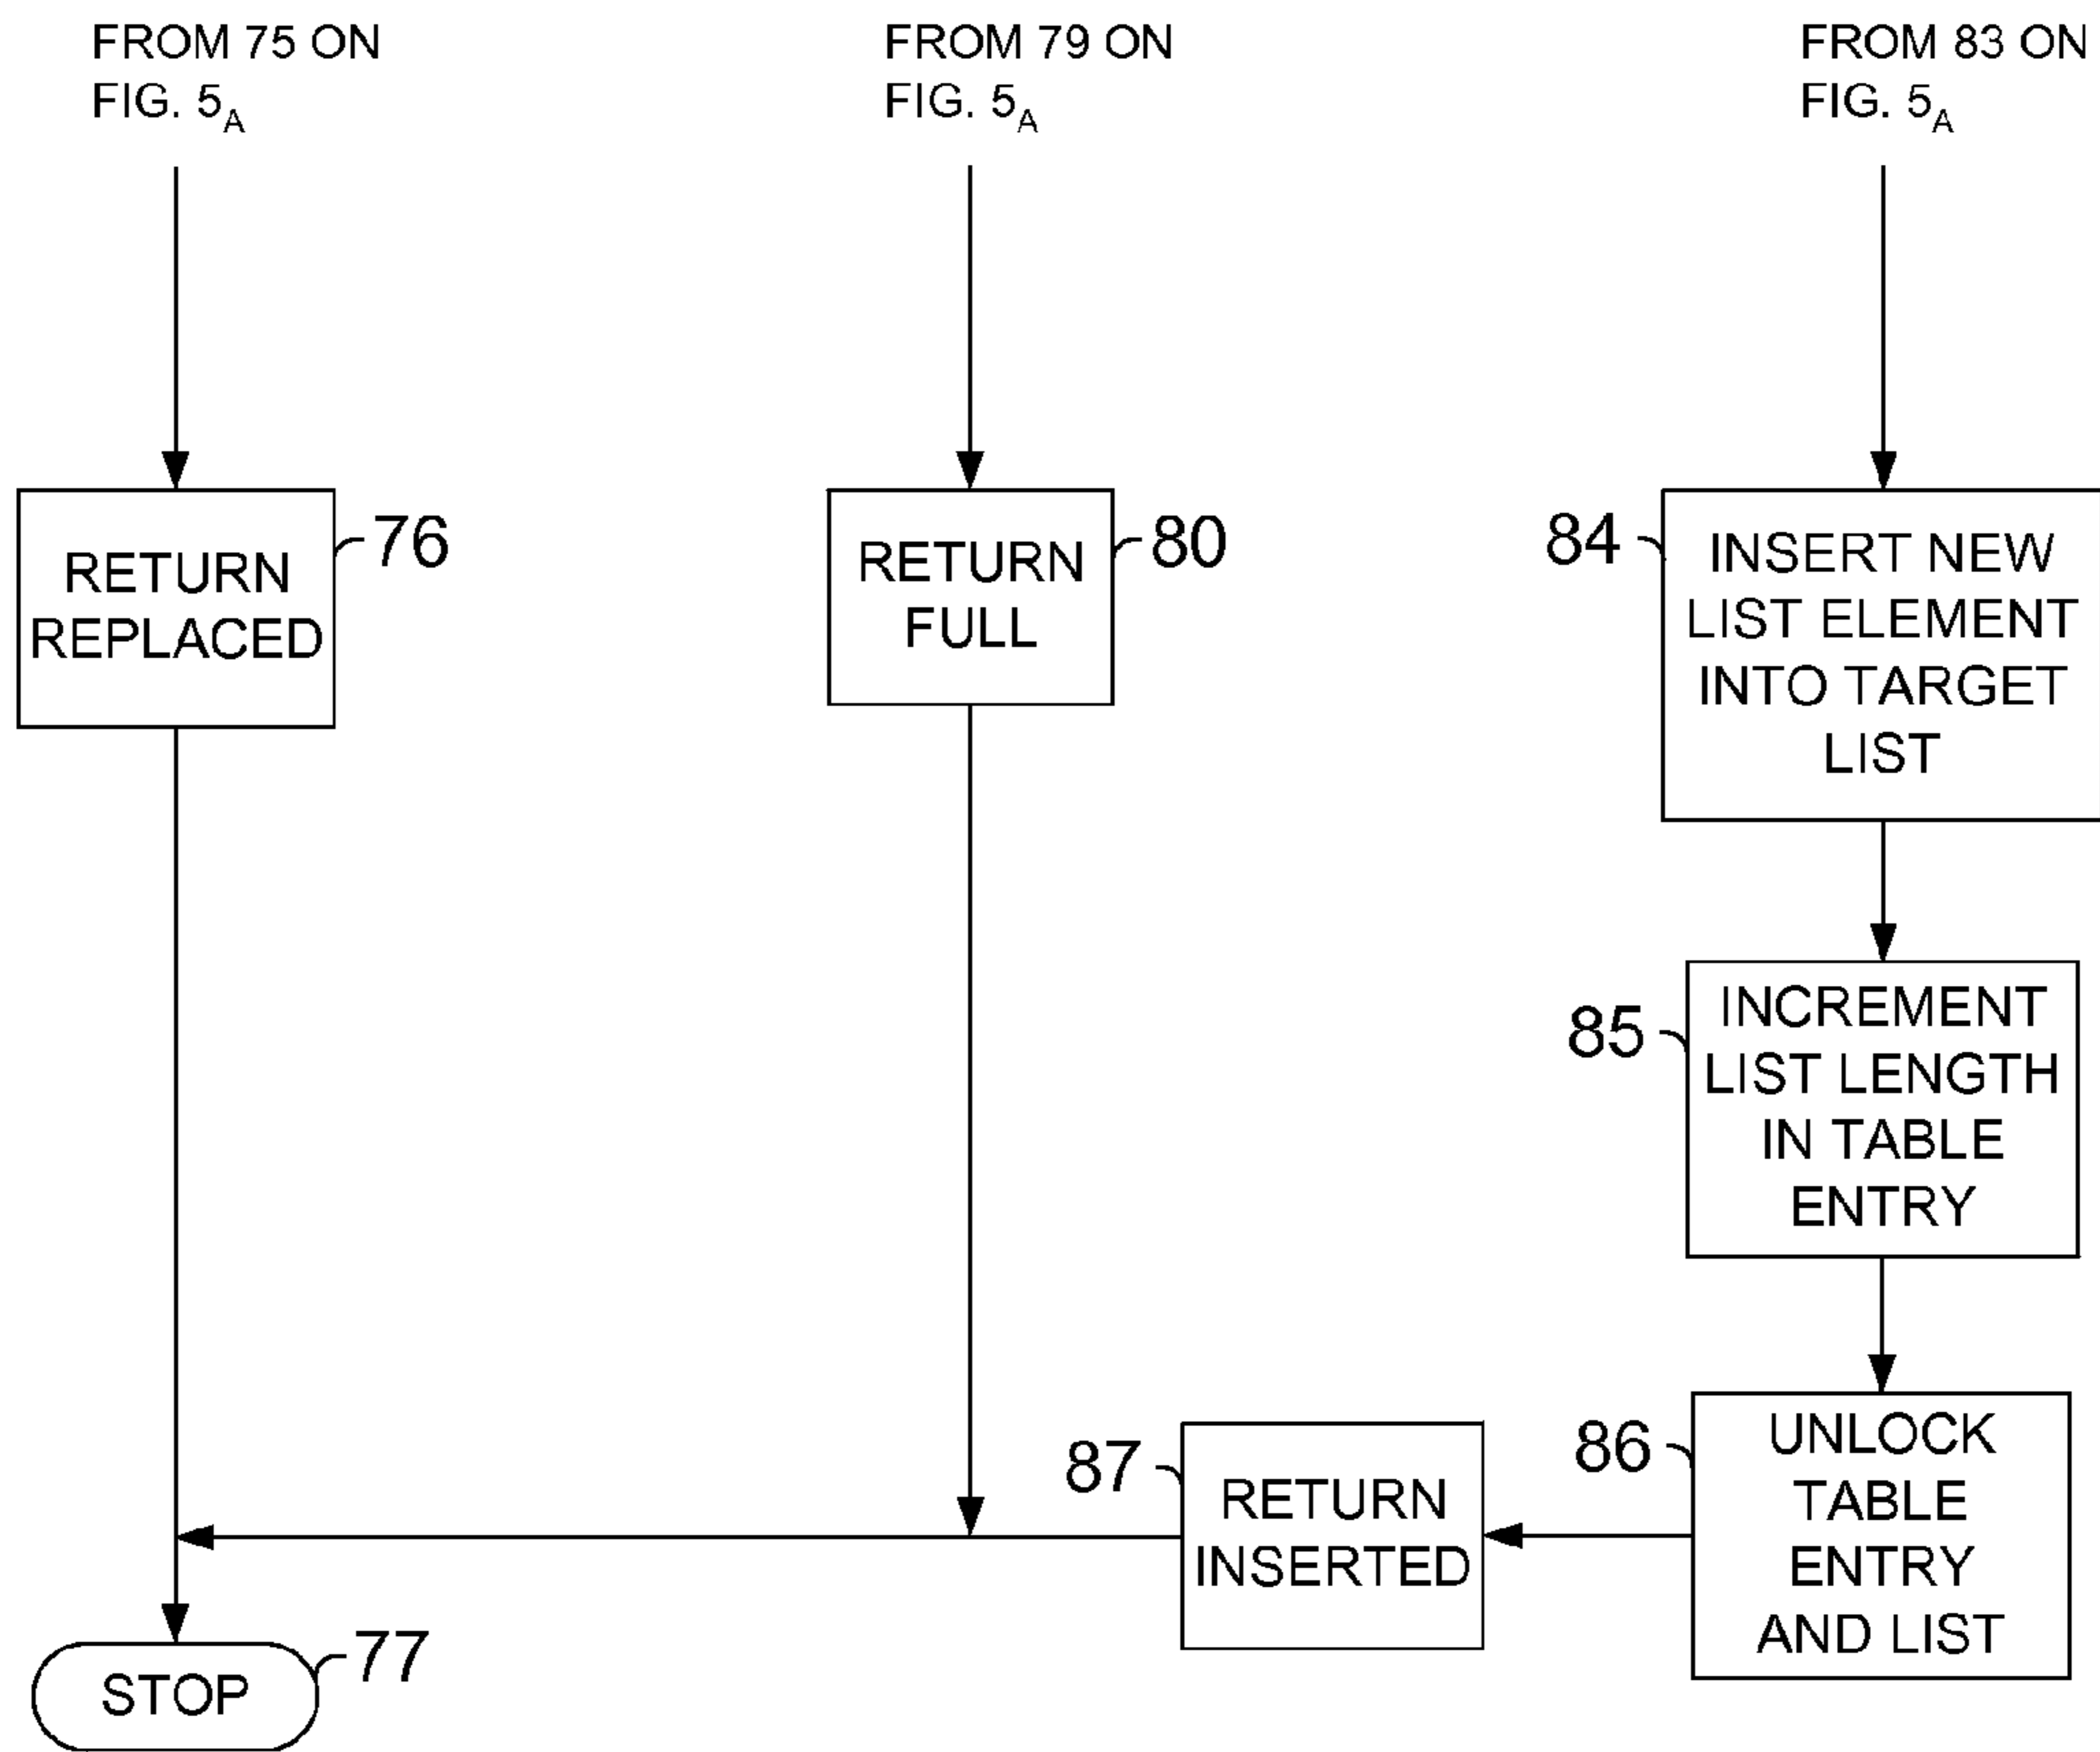 FROM 75 ON
FIG. 5A
FROM 79 ON
FIG. 5A
FROM 83 ON
FIG. 5A
RETURN
REPLACED
76
RETURN
FULL
80
84
INSERT NEW
LIST ELEMENT
INTO TARGET
LIST
85
INCREMENT
LIST LENGTH
IN TABLE
ENTRY
86
UNLOCK
TABLE
ENTRY
AND LIST
87
RETURN
INSERTED
STOP
77